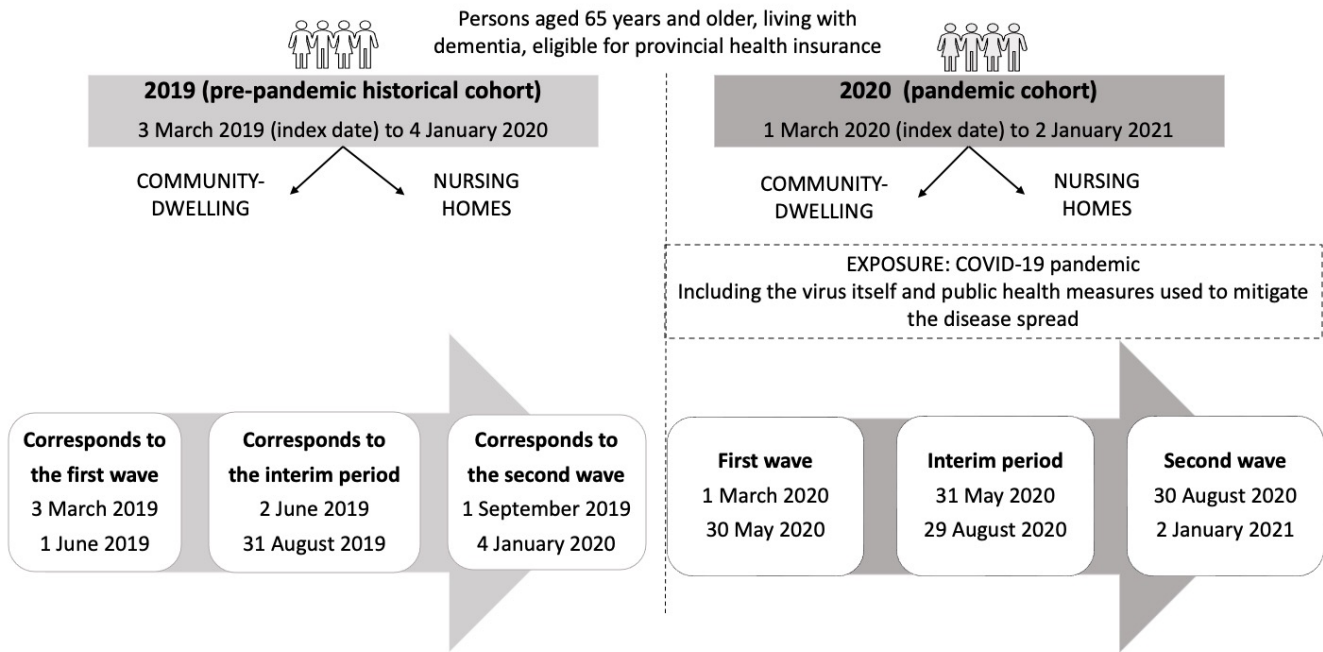 Persons aged 65 years and older, living with
dementia, eligible for provincial health insurance
2019 (pre-pandemic historical cohort)
3 March 2019 (index date) to 4 January 2020
COMMUNITY-
DWELLING
NURSING
HOMES
2020 (pandemic cohort)
1 March 2020 (index date) to 2 January 2021
COMMUNITY-
DWELLING
NURSING
HOMES
EXPOSURE: COVID-19 pandemic
Including the virus itself and public health measures used to mitigate
the disease spread
Corresponds to
the first wave
3 March 2019
1 June 2019
Corresponds to
the interim period
2 June 2019
31 August 2019
Corresponds to
the second wave
1 September 2019
4 January 2020
First wave
1 March 2020
30 May 2020
Interim period
31 May 2020
29 August 2020
Second wave
30 August 2020
2 January 2021